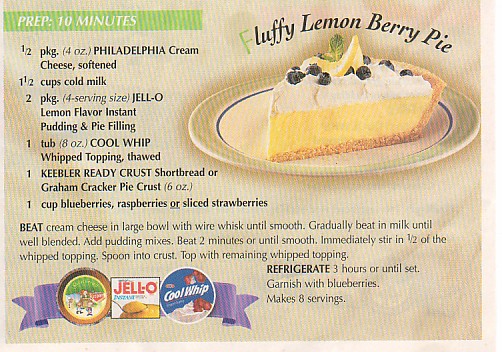 PREP: 10 MINUTES
Fluffy Lemon Berry Pie
1/2 pkg. (4 oz.) PHILADELPHIA Cream
Cheese, softened
1 1/2 cups cold milk
2 pkg. (4-serving size) JELL-O
Lemon Flavor Instant
Pudding & Pie Filling
1 tub (8 oz.) COOL WHIP
Whipped Topping, thawed
1 KEEBLER READY CRUST Shortbread or
Graham Cracker Pie Crust (6 oz.)
1 cup blueberries, raspberries or sliced strawberries
BEAT cream cheese in large bowl with wire whisk until smooth. Gradually beat in milk until
well blended. Add pudding mixes. Beat 2 minutes or until smooth. Immediately stir in 1/2 of the
whipped topping. Spoon into crust. Top with remaining whipped topping.
REFRIGERATE 3 hours or until set.
Garnish with blueberries.
Makes 8 servings.
JELL-O
INSTANT
Cool Whip